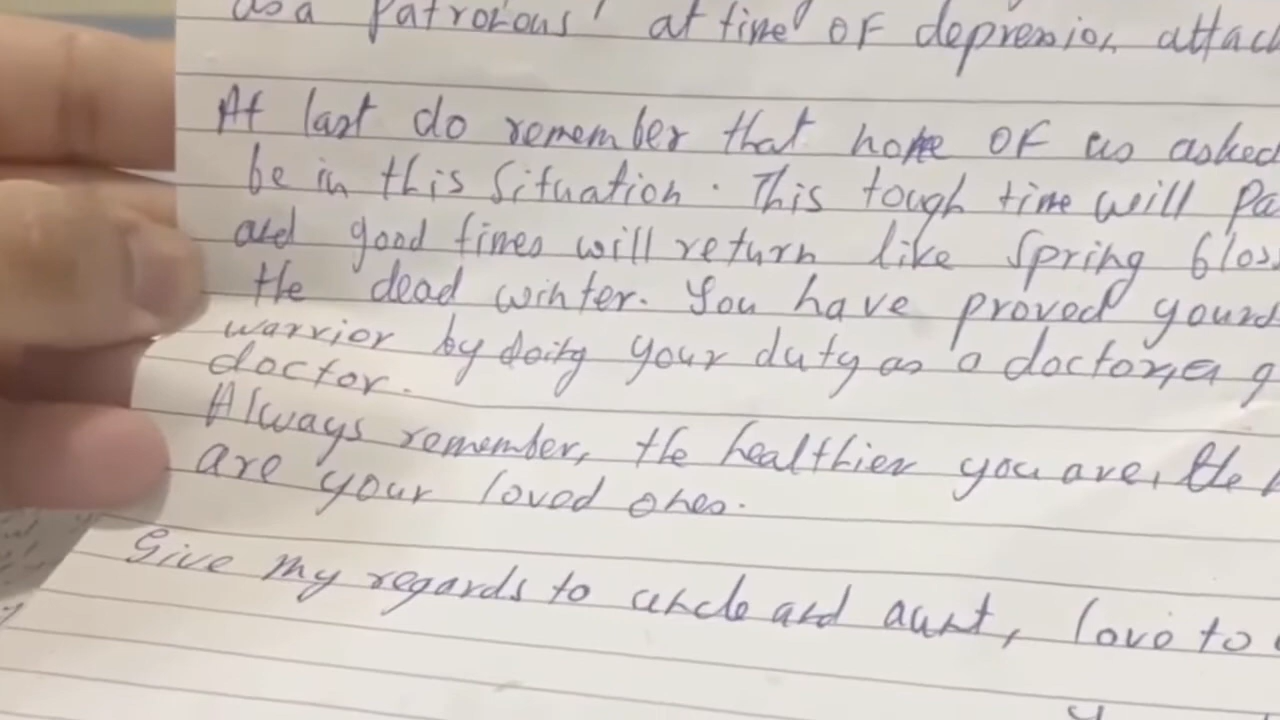 as a Patronous' at time of depression attac
At last do remember that none OF us asked
be in this situation. This tough time will Pa
and good times will return like Spring blos
the dead winter. You have proved yours
warrior by doing your duty as a doctor, a g
doctor.
Always remember, the healthier you are, the h
are your loved ones.
Give my regards to uncle and aunt, love to